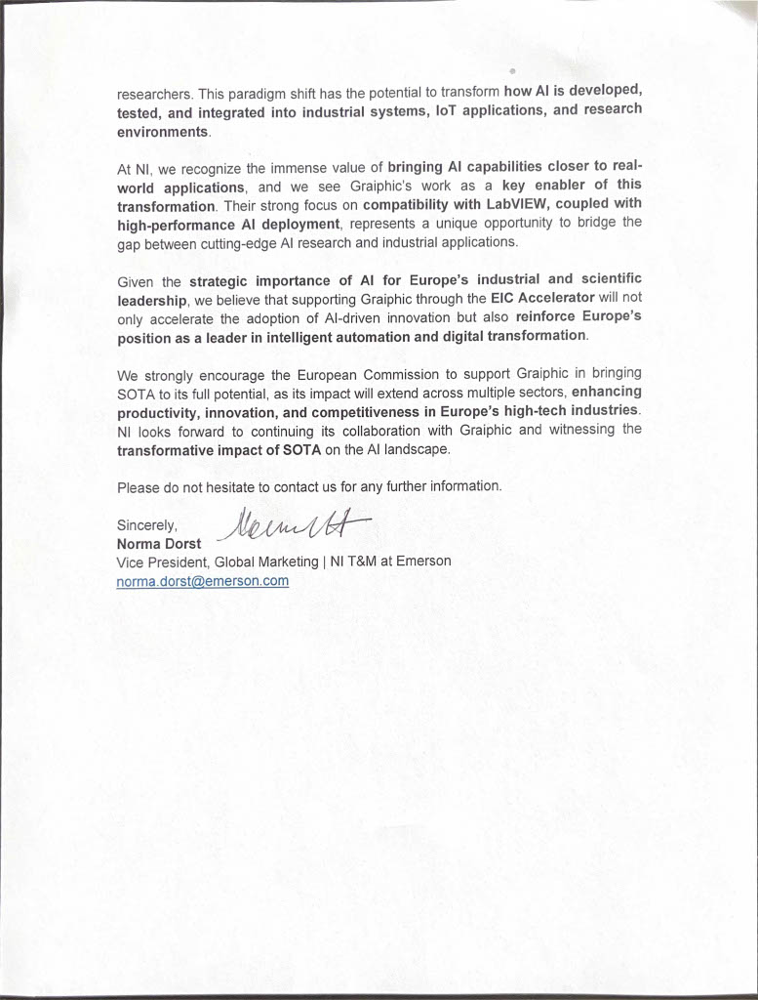 researchers. This paradigm shift has the potential to transform how AI is developed,
tested, and integrated into industrial systems, IoT applications, and research
environments.
At NI, we recognize the immense value of bringing AI capabilities closer to real-
world applications, and we see Graiphic's work as a key enabler of this
transformation. Their strong focus on compatibility with LabVIEW, coupled with
high-performance AI deployment, represents a unique opportunity to bridge the
gap between cutting-edge AI research and industrial applications.
Given the strategic importance of AI for Europe's industrial and scientific
leadership, we believe that supporting Graiphic through the EIC Accelerator will not
only accelerate the adoption of AI-driven innovation but also reinforce Europe's
position as a leader in intelligent automation and digital transformation.
We strongly encourage the European Commission to support Graiphic in bringing
SOTA to its full potential, as its impact will extend across multiple sectors, enhancing
productivity, innovation, and competitiveness in Europe's high-tech industries.
NI looks forward to continuing its collaboration with Graiphic and witnessing the
transformative impact of SOTA on the AI landscape.
Please do not hesitate to contact us for any further information.
Sincerely,
Norma Dorst
Vice President, Global Marketing | NI T&M at Emerson
norma.dorst@emerson.com